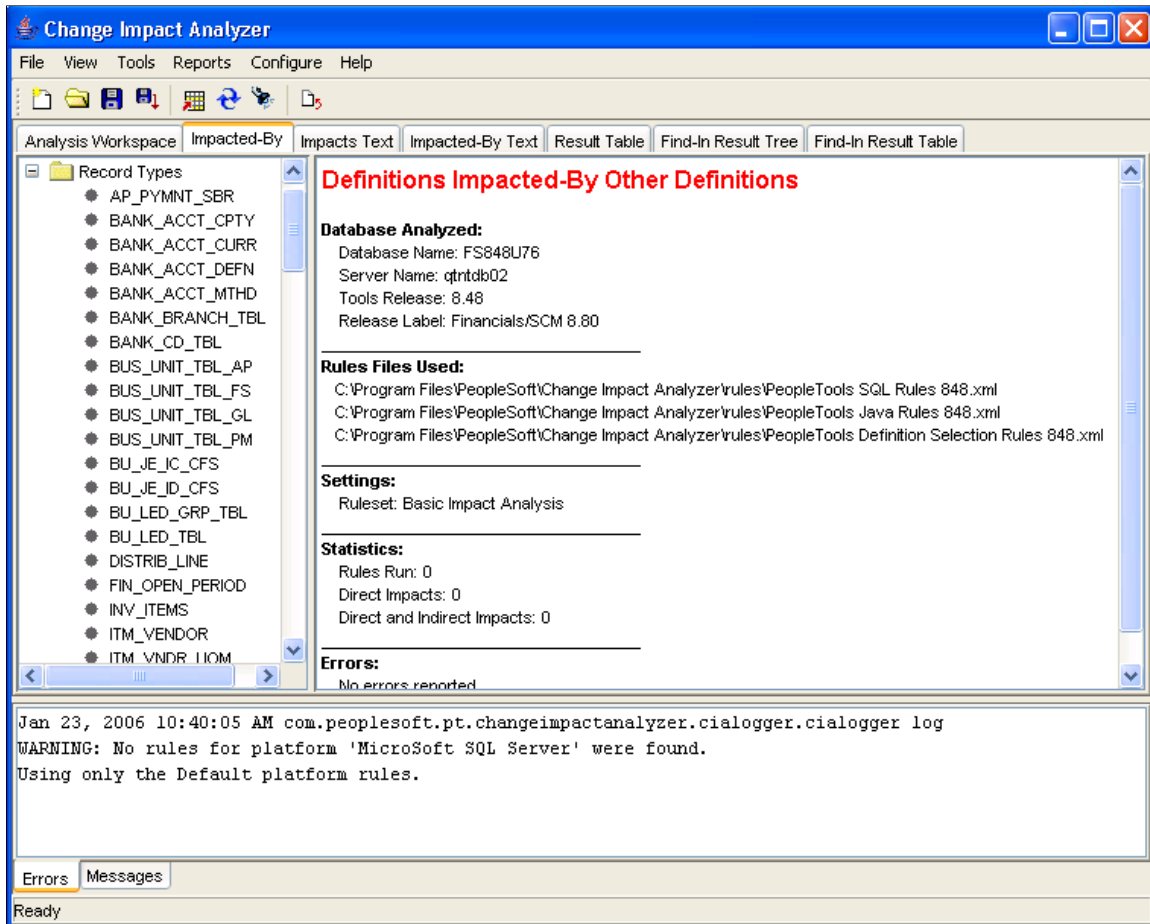 Change Impact Analyzer
File View Tools Reports Configure Help
Analysis Workspace Impacted-By Impacts Text Impacted-By Text Result Table Find-In Result Tree Find-In Result Table
Record Types
AP_PYMNT_SBR
BANK_ACCT_CPTY
BANK_ACCT_CURR
BANK_ACCT_DEFN
BANK_ACCT_MTHD
BANK_BRANCH_TBL
BANK_CD_TBL
BUS_UNIT_TBL_AP
BUS_UNIT_TBL_FS
BUS_UNIT_TBL_GL
BUS_UNIT_TBL_PM
BU_JE_IC_CFS
BU_JE_ID_CFS
BU_LED_GRP_TBL
BU_LED_TBL
DISTRIB_LINE
FIN_OPEN_PERIOD
INV_ITEMS
ITM_VENDOR
ITM_VNDR_UOM
Definitions Impacted-By Other Definitions
Database Analyzed:
Database Name: FS848U76
Server Name: qtntdb02
Tools Release: 8.48
Release Label: Financials/SCM 8.80
Rules Files Used:
C:\Program Files\PeopleSoft\Change Impact Analyzer\rules\PeopleTools SQL Rules 848.xml
C:\Program Files\PeopleSoft\Change Impact Analyzer\rules\PeopleTools Java Rules 848.xml
C:\Program Files\PeopleSoft\Change Impact Analyzer\rules\PeopleTools Definition Selection Rules 848.xml
Settings:
Ruleset: Basic Impact Analysis
Statistics:
Rules Run: 0
Direct Impacts: 0
Direct and Indirect Impacts: 0
Errors:
No errors reported
Jan 23, 2006 10:40:05 AM com.peoplesoft.pt.changeimpactanalyzer.cialogger.cialogger log
WARNING: No rules for platform 'MicroSoft SQL Server' were found.
Using only the Default platform rules.
Errors Messages
Ready